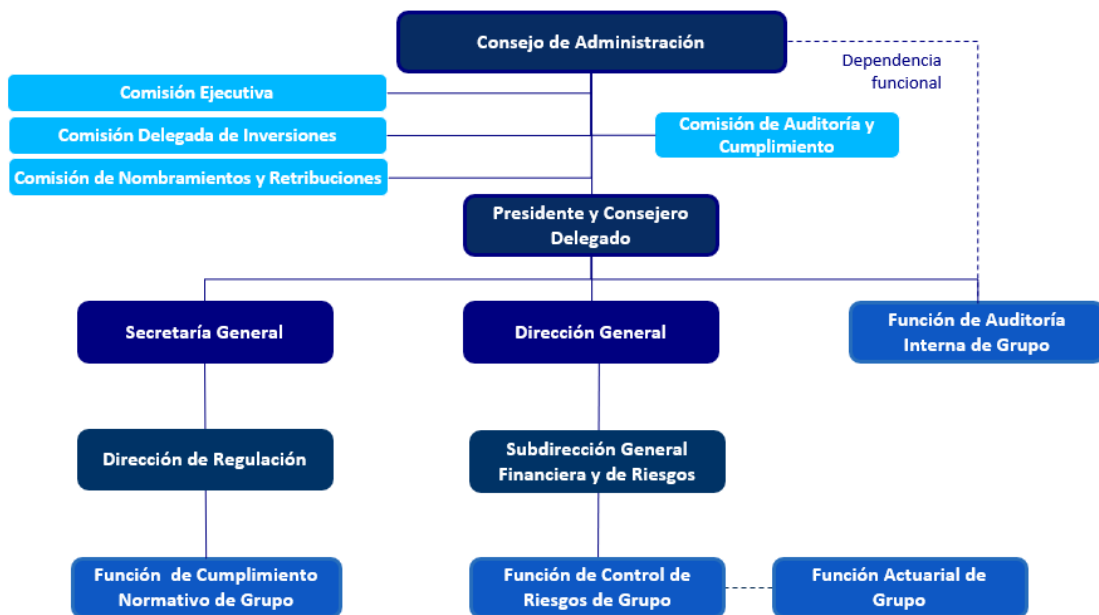 Consejo de Administración
Dependencia
funcional
Comisión Ejecutiva
Comisión Delegada de Inversiones
Comisión de Auditoría y
Cumplimiento
Comisión de Nombramientos y Retribuciones
Presidente y Consejero
Delegado
Secretaría General
Dirección General
Función de Auditoría
Interna de Grupo
Dirección de Regulación
Subdirección General
Financiera y de Riesgos
Función de Cumplimiento
Normativo de Grupo
Función de Control de
Riesgos de Grupo
Función Actuarial de
Grupo